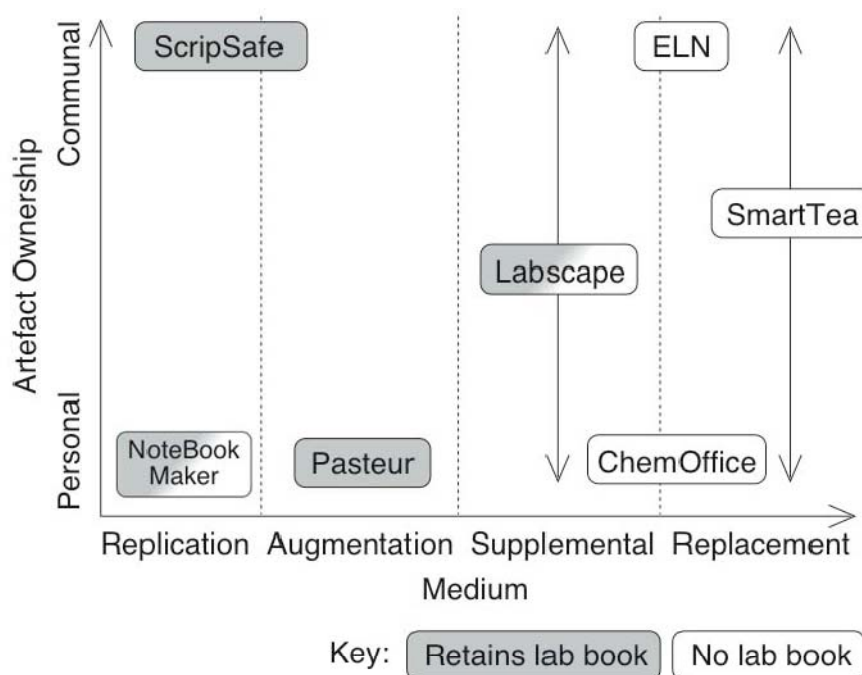 ScripSafe
ELN
Communal
SmartTea
Artefact Ownership
Labscape
Personal
NoteBook
Maker
Pasteur
ChemOffice
Replication
Augmentation
Supplemental
Replacement
Medium
Key:
Retains lab book
No lab book